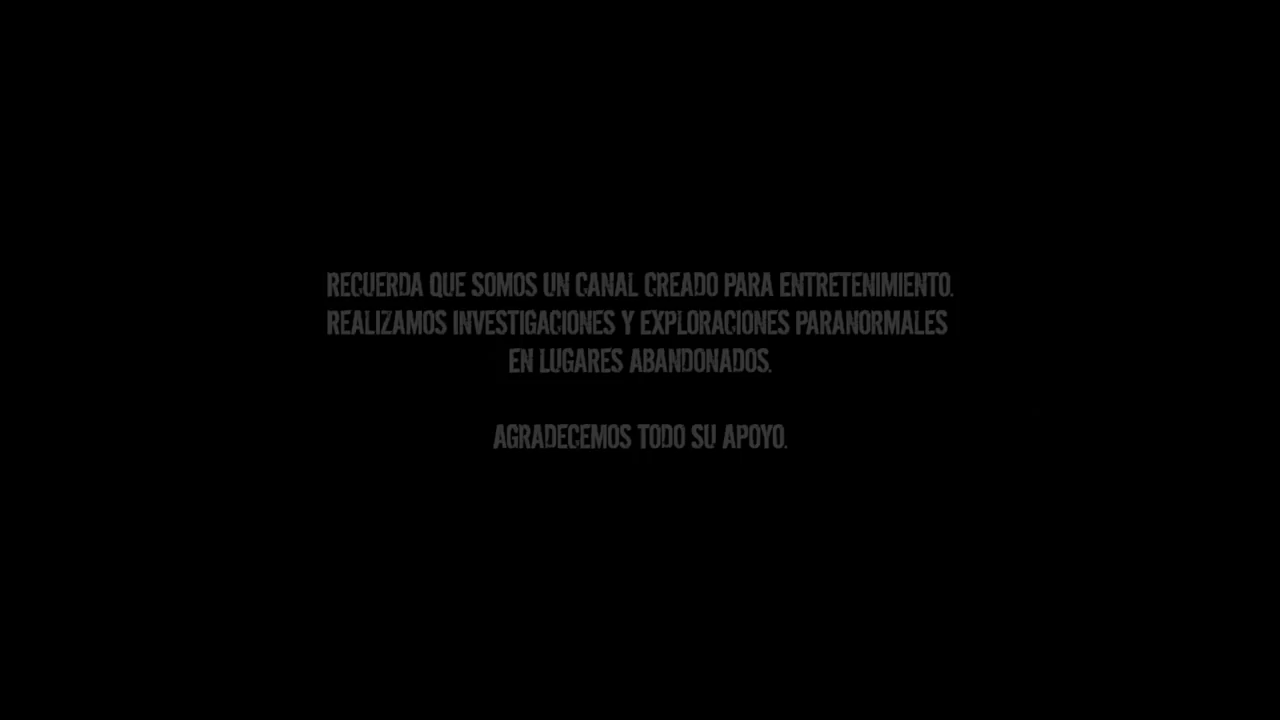 RECUERDA QUE SOMOS UN CANAL CREADO PARA ENTRETENIMIENTO.
REALIZAMOS INVESTIGACIONES Y EXPLORACIONES PARANORMALES
EN LUGARES ABANDONADOS.
AGRADECEMOS TODO SU APOYO.